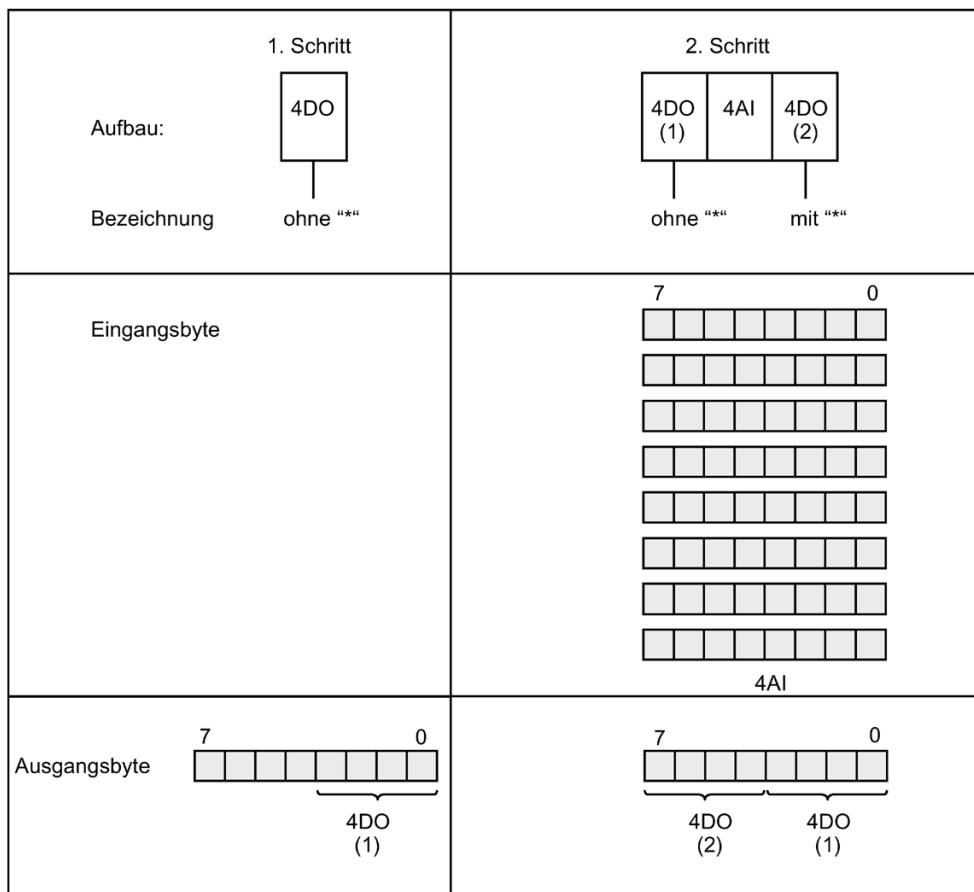 1. Schritt
2. Schritt
4DO
4DO
(1)
4AI
4DO
(2)
Aufbau:
Bezeichnung
ohne “*“
ohne “*“
mit “*“
7 0
Eingangsbyte
4AI
7 0
7 0
Ausgangsbyte
4DO
(1)
4DO
(2)
4DO
(1)